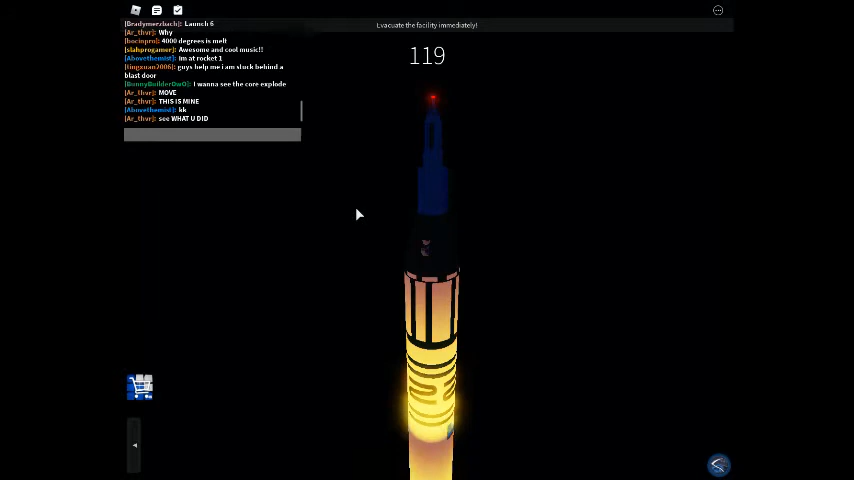 Evacuate the facility immediately!
119
[Bradymerzbach]: Launch 6
[Ar_thvr]: Why
[bocinpro]: 4000 degrees is melt
[slahprogamer]: Awesome and cool music!!
[Abovethemist]: Im at rocket 1
[tingxuan2006]: guys help me i am stuck behind a
blast door
[BunnyBuilderOwO]: I wanna see the core explode
[Ar_thvr]: MOVE
[Ar_thvr]: THIS IS MINE
[Abovethemist]: kk
[Ar_thvr]: see WHAT U DID